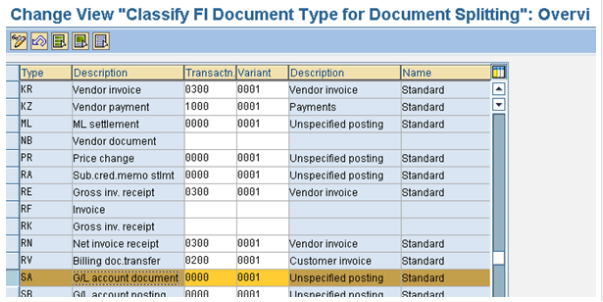 Change View "Classify FI Document Type for Document Splitting": Overvi
Type Description Transactn. Variant Description Name
KR Vendor invoice 0300 0001 Vendor invoice Standard
KZ Vendor payment 1000 0001 Payments Standard
ML ML settlement 0000 0001 Unspecified posting Standard
NB Vendor document
PR Price change 0000 0001 Unspecified posting Standard
RA Sub.cred.memo stlmt 0000 0001 Unspecified posting Standard
RE Gross inv. receipt 0300 0001 Vendor invoice Standard
RF Invoice
RK Gross inv. receipt
RN Net invoice receipt 0300 0001 Vendor invoice Standard
RV Billing doc.transfer 0200 0001 Customer invoice Standard
SA G/L account document 0000 0001 Unspecified posting Standard
SB G/L account posting 0000 0001 Unspecified posting Standard